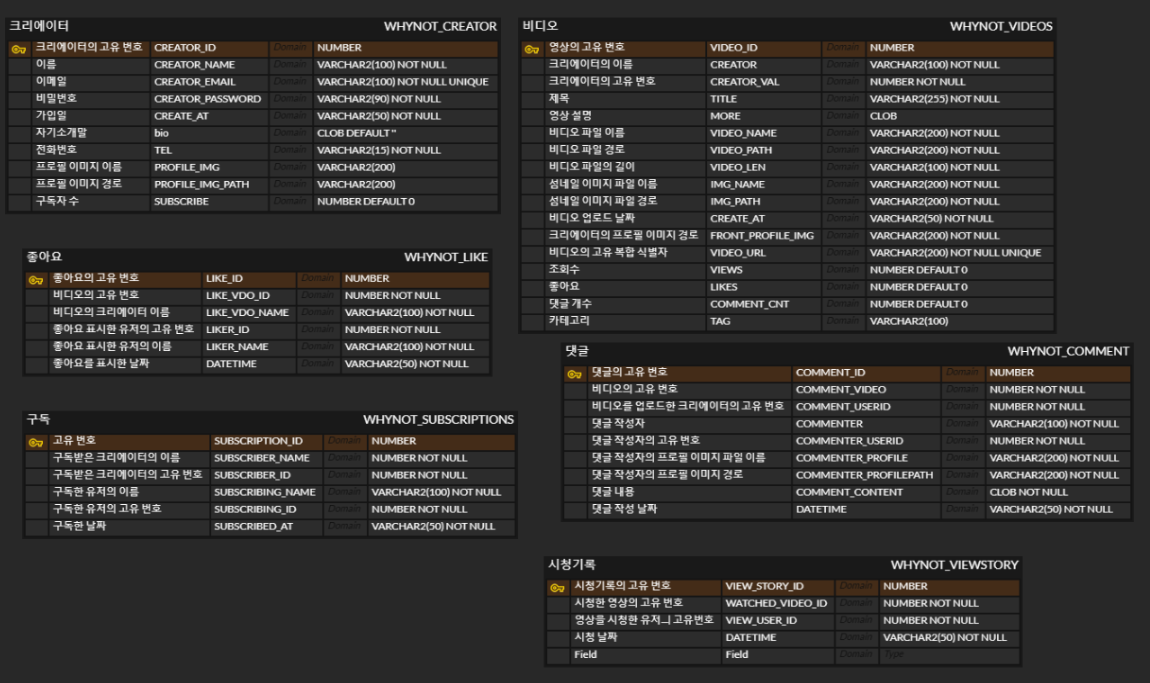 크리에이터 WHYNOT_CREATOR
크리에이터의 고유 번호 CREATOR_ID Domain NUMBER
이름 CREATOR_NAME Domain VARCHAR2(100) NOT NULL
이메일 CREATOR_EMAIL Domain VARCHAR2(100) NOT NULL UNIQUE
비밀번호 CREATOR_PASSWORD Domain VARCHAR2(90) NOT NULL
가입일 CREATE_AT Domain VARCHAR2(50) NOT NULL
자기소개말 bio Domain CLOB DEFAULT ''
전화번호 TEL Domain VARCHAR2(15) NOT NULL
프로필 이미지 이름 PROFILE_IMG Domain VARCHAR2(200)
프로필 이미지 경로 PROFILE_IMG_PATH Domain VARCHAR2(200)
구독자 수 SUBSCRIBE Domain NUMBER DEFAULT 0
비디오 WHYNOT_VIDEOS
영상의 고유 번호 VIDEO_ID Domain NUMBER
크리에이터의 이름 CREATOR Domain VARCHAR2(100) NOT NULL
크리에이터의 고유 번호 CREATOR_VAL Domain NUMBER NOT NULL
제목 TITLE Domain VARCHAR2(255) NOT NULL
영상 설명 MORE Domain CLOB
비디오 파일 이름 VIDEO_NAME Domain VARCHAR2(200) NOT NULL
비디오 파일 경로 VIDEO_PATH Domain VARCHAR2(200) NOT NULL
비디오 파일의 길이 VIDEO_LEN Domain VARCHAR2(100) NOT NULL
섬네일 이미지 파일 이름 IMG_NAME Domain VARCHAR2(200) NOT NULL
섬네일 이미지 파일 경로 IMG_PATH Domain VARCHAR2(200) NOT NULL
비디오 업로드 날짜 CREATE_AT Domain VARCHAR2(50) NOT NULL
크리에이터의 프로필 이미지 경로 FRONT_PROFILE_IMG Domain VARCHAR2(200) NOT NULL
비디오의 고유 복합 식별자 VIDEO_URL Domain VARCHAR2(200) NOT NULL UNIQUE
조회수 VIEWS Domain NUMBER DEFAULT 0
좋아요 LIKES Domain NUMBER DEFAULT 0
댓글 개수 COMMENT_CNT Domain NUMBER DEFAULT 0
카테고리 TAG Domain VARCHAR2(100)
좋아요 WHYNOT_LIKE
좋아요의 고유 번호 LIKE_ID Domain NUMBER
비디오의 고유 번호 LIKE_VDO_ID Domain NUMBER NOT NULL
비디오의 크리에이터 이름 LIKE_VDO_NAME Domain VARCHAR2(100) NOT NULL
좋아요 표시한 유저의 고유 번호 LIKER_ID Domain NUMBER NOT NULL
좋아요 표시한 유저의 이름 LIKER_NAME Domain VARCHAR2(100) NOT NULL
좋아요를 표시한 날짜 DATETIME Domain VARCHAR2(50) NOT NULL
댓글 WHYNOT_COMMENT
댓글의 고유 번호 COMMENT_ID Domain NUMBER
비디오의 고유 번호 COMMENT_VIDEO Domain NUMBER NOT NULL
비디오를 업로드한 크리에이터의 고유 번호 COMMENT_USERID Domain NUMBER NOT NULL
댓글 작성자 COMMENTER Domain VARCHAR2(100) NOT NULL
댓글 작성자의 고유 번호 COMMENTER_USERID Domain NUMBER NOT NULL
댓글 작성자의 프로필 이미지 파일 이름 COMMENTER_PROFILE Domain VARCHAR2(200) NOT NULL
댓글 작성자의 프로필 이미지 경로 COMMENTER_PROFILEPATH Domain VARCHAR2(200) NOT NULL
댓글 내용 COMMENT_CONTENT Domain CLOB NOT NULL
댓글 작성 날짜 DATETIME Domain VARCHAR2(50) NOT NULL
구독 WHYNOT_SUBSCRIPTIONS
고유 번호 SUBSCRIPTION_ID Domain NUMBER
구독받은 크리에이터의 이름 SUBSCRIBER_NAME Domain NUMBER NOT NULL
구독받은 크리에이터의 고유 번호 SUBSCRIBER_ID Domain NUMBER NOT NULL
구독한 유저의 이름 SUBSCRIBING_NAME Domain VARCHAR2(100) NOT NULL
구독한 유저의 고유 번호 SUBSCRIBING_ID Domain NUMBER NOT NULL
구독한 날짜 SUBSCRIBED_AT Domain VARCHAR2(50) NOT NULL
시청기록 WHYNOT_VIEWSTORY
시청기록의 고유 번호 VIEW_STORY_ID Domain NUMBER
시청한 영상의 고유 번호 WATCHED_VIDEO_ID Domain NUMBER NOT NULL
영상을 시청한 유저ㅢ 고유번호 VIEW_USER_ID Domain NUMBER NOT NULL
시청 날짜 DATETIME Domain VARCHAR2(50) NOT NULL
Field Field Domain Type